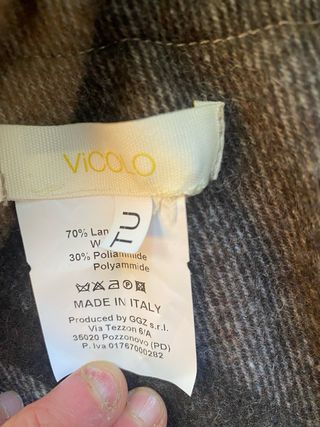 ViCOLO
TU
70% Lan
W
30% Poliammide
Polyammide
MADE IN ITALY
Produced by GGZ s.r.l.
Via Tezzon 6/A
35020 Pozzonovo (PD)
P. Iva 01767000282